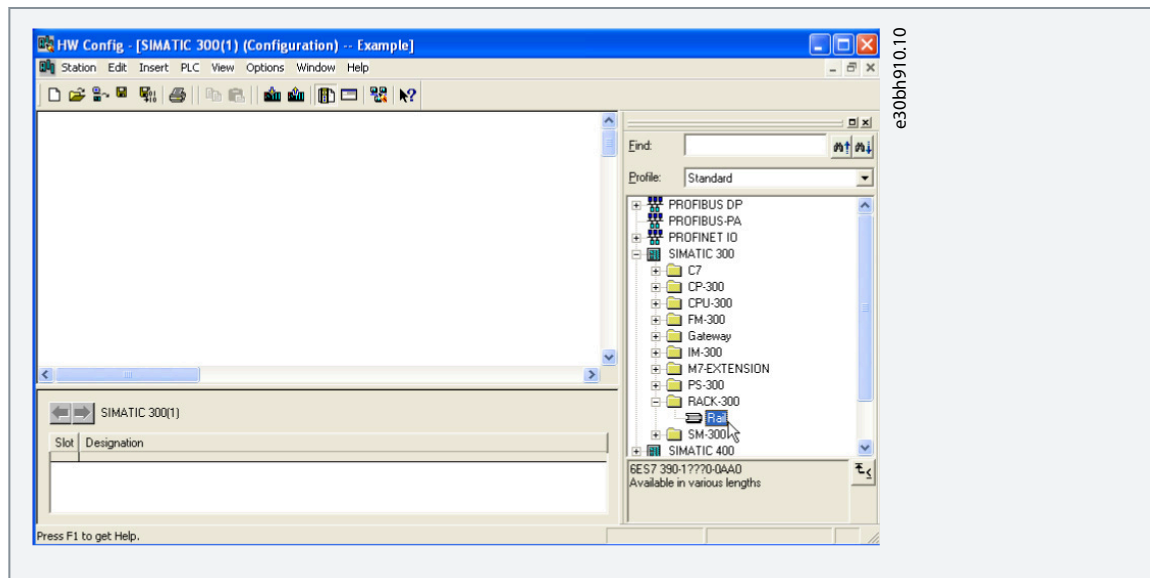 HW Config - [SIMATIC 300(1) (Configuration) -- Example]
Station Edit Insert PLC View Options Window Help
Find:
Profile: Standard
PROFIBUS DP
PROFIBUS-PA
PROFINET IO
SIMATIC 300
C7
CP-300
CPU-300
FM-300
Gateway
IM-300
M7-EXTENSION
PS-300
RACK-300
Rail
SM-300
SIMATIC 400
6ES7 390-1???0-0AA0
Available in various lengths
SIMATIC 300(1)
Slot Designation
Press F1 to get Help.
e30bh910.10